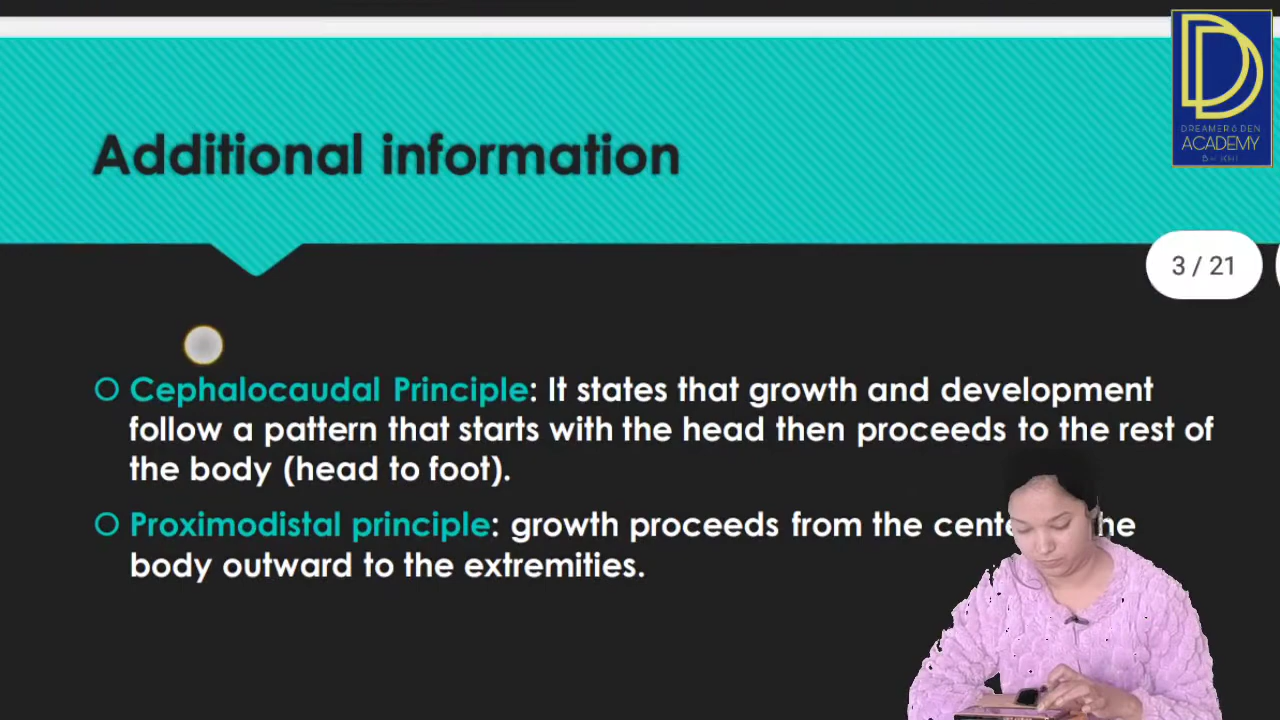 DREAMER'S DEN
ACADEMY
Additional information
3 / 21
Cephalocaudal Principle: It states that growth and development
follow a pattern that starts with the head then proceeds to the rest of
the body (head to foot).
Proximodistal principle: growth proceeds from the
body outward to the extremities.